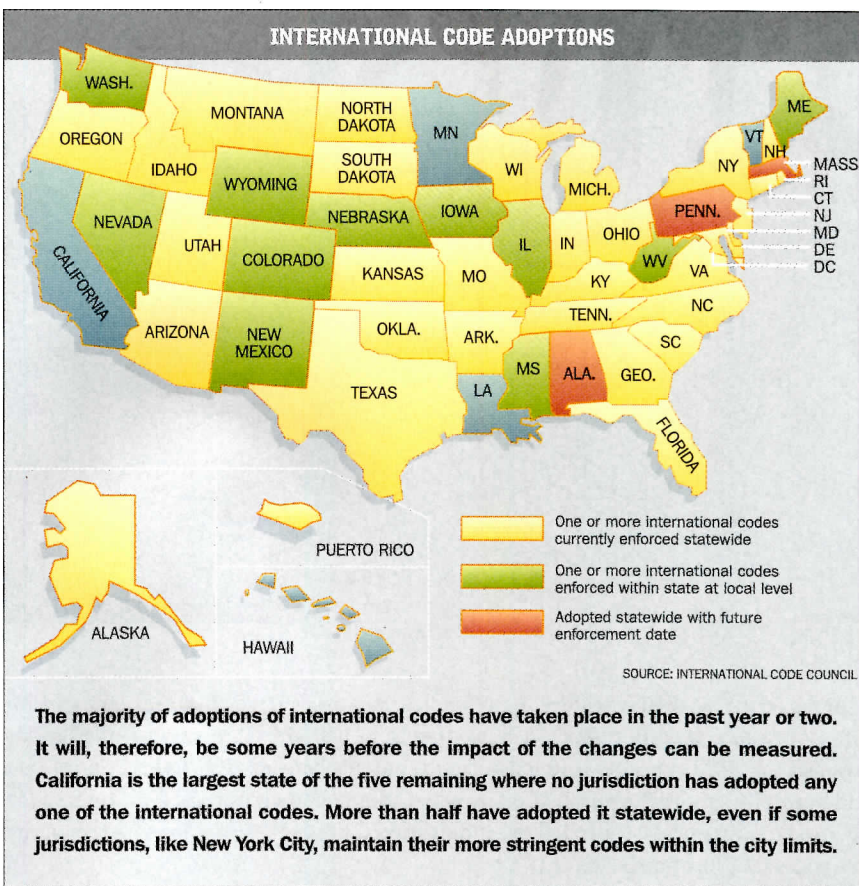 INTERNATIONAL CODE ADOPTIONS
WASH.
MONTANA
NORTH
DAKOTA
MN
ME
VT
NH
OREGON
IDAHO
SOUTH
DAKOTA
WI
NY
MASS
RI
CT
NJ
MD
DE
DC
WYOMING
MICH.
NEVADA
NEBRASKA
IOWA
PENN.
UTAH
COLORADO
IL
IN
OHIO
WV
VA
CALIFORNIA
KANSAS
MO
KY
NC
ARIZONA
NEW
MEXICO
OKLA.
ARK.
TENN.
SC
TEXAS
LA
MS
ALA.
GEO.
FLORIDA
ALASKA
PUERTO RICO
HAWAII
One or more international codes
currently enforced statewide
One or more international codes
enforced within state at local level
Adopted statewide with future
enforcement date
SOURCE: INTERNATIONAL CODE COUNCIL
The majority of adoptions of international codes have taken place in the past year or two.
It will, therefore, be some years before the impact of the changes can be measured.
California is the largest state of the five remaining where no jurisdiction has adopted any
one of the international codes. More than half have adopted it statewide, even if some
jurisdictions, like New York City, maintain their more stringent codes within the city limits.